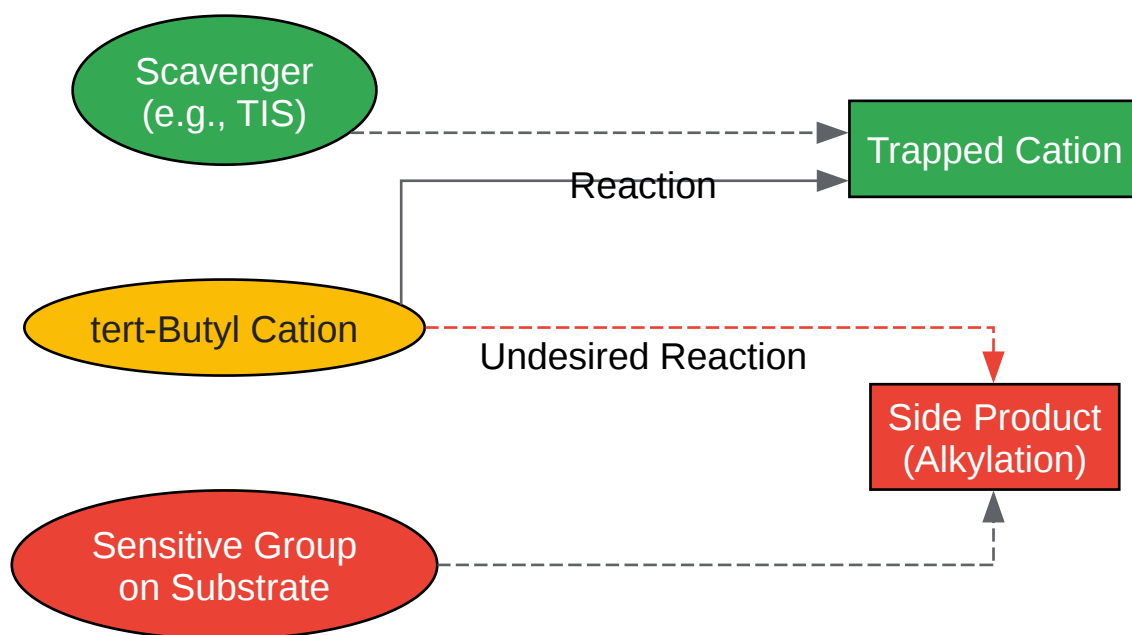 Scavenger
(e.g., TIS)
Trapped Cation
Reaction
tert-Butyl Cation
Undesired Reaction
Side Product
(Alkylation)
Sensitive Group
on Substrate